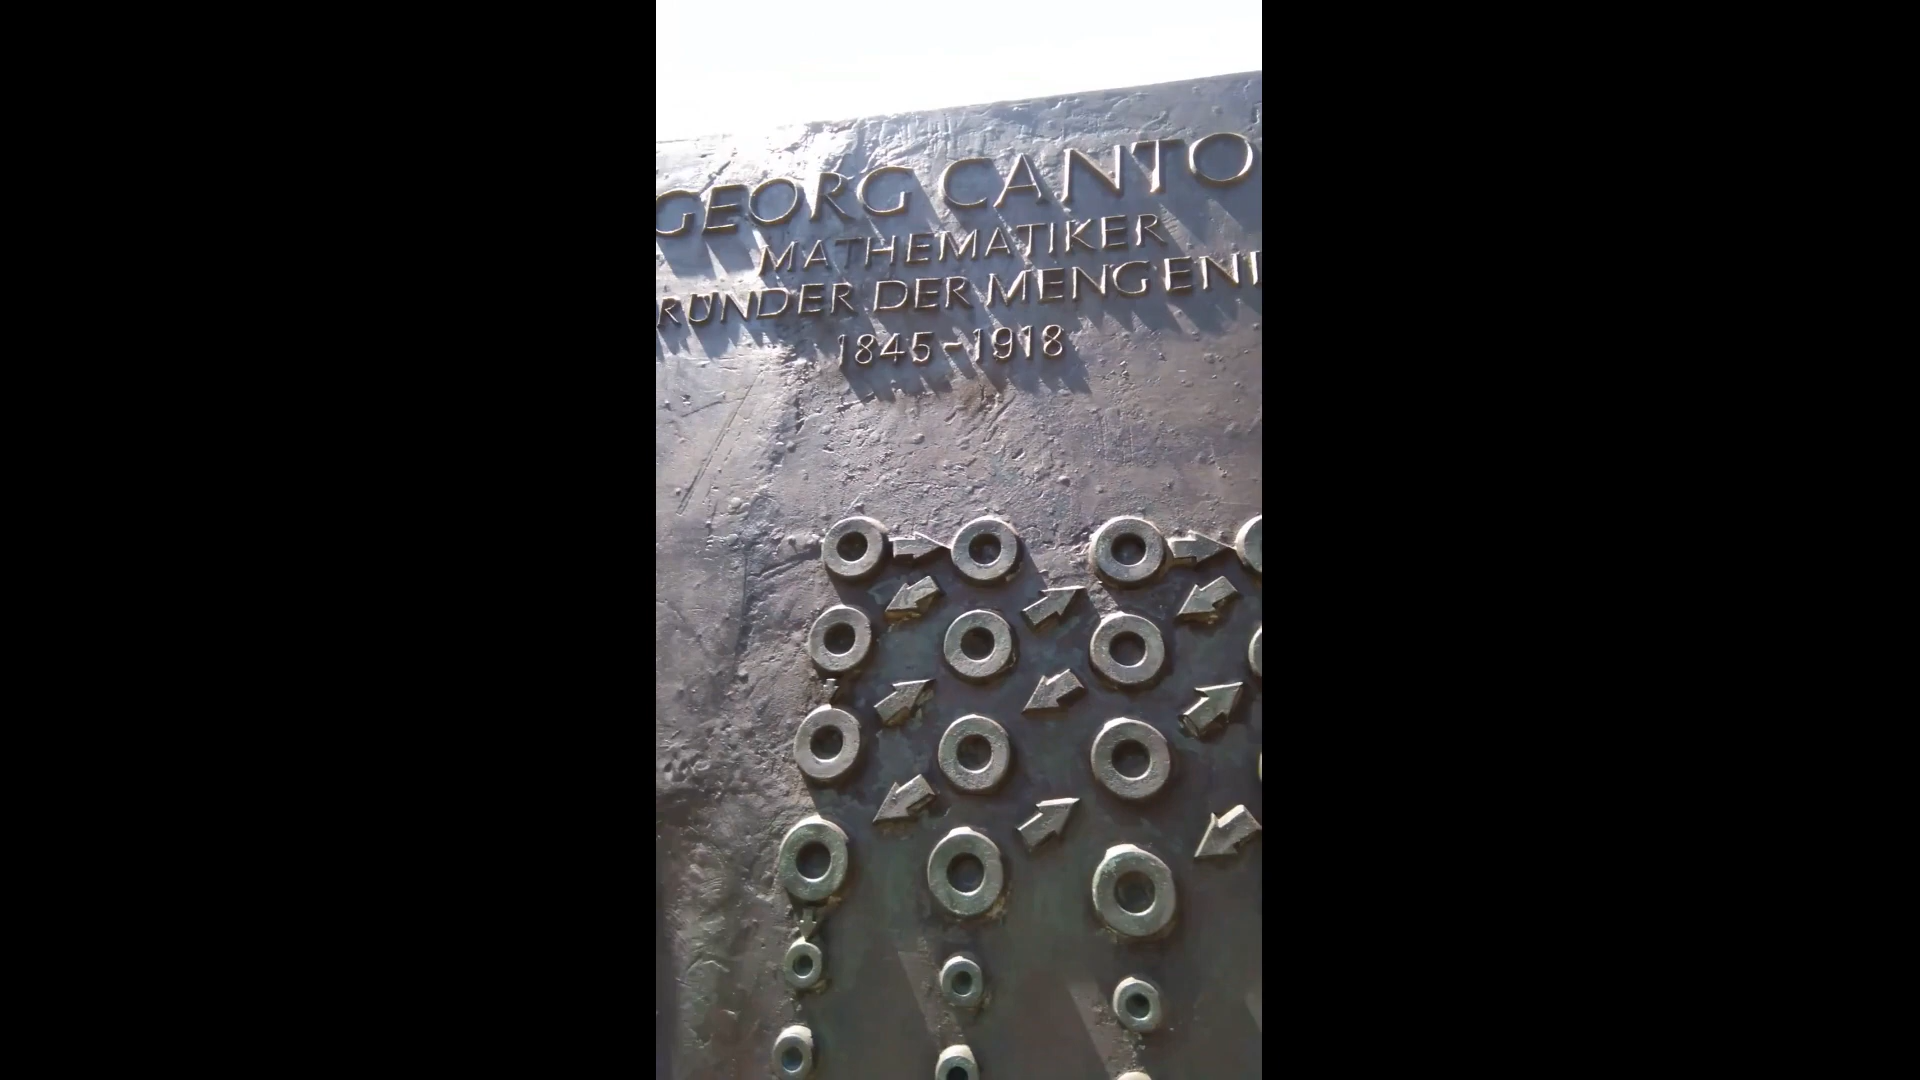 GEORG CANTO
MATHEMATIKER
RÜNDER DER MENGENL
1845-1918